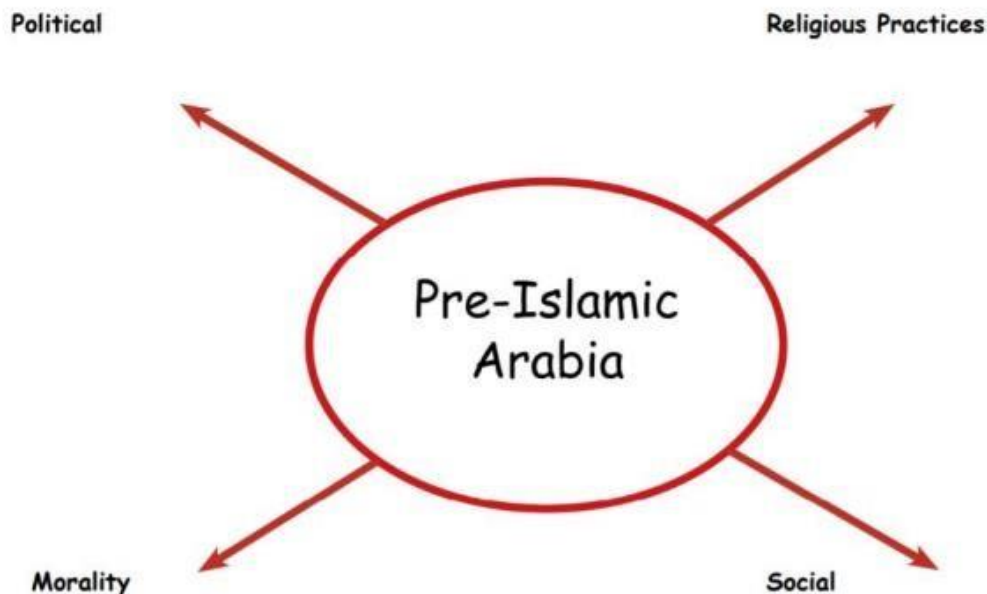 Political
Religious Practices
Pre-Islamic
Arabia
Morality
Social